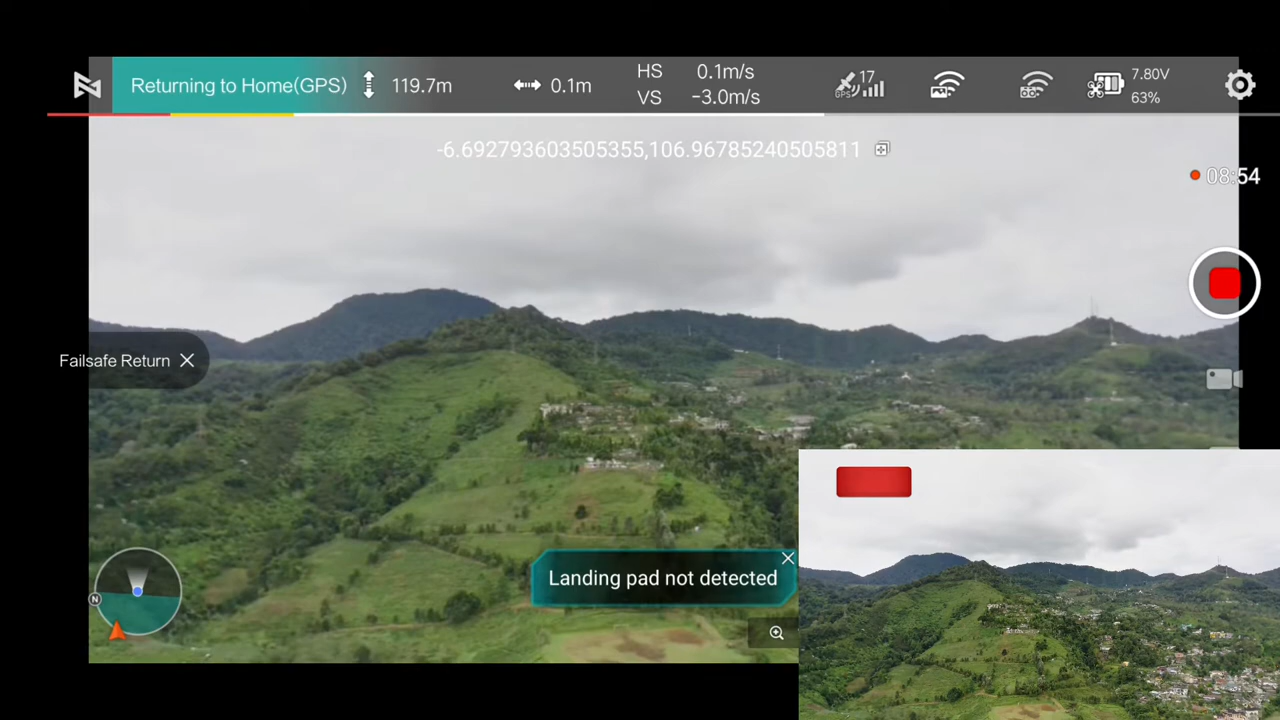 Returning to Home(GPS)
119.7m
0.1m
HS 0.1m/s
VS -3.0m/s
GPS
17
7.80V
63%
-6.692793603505355,106.96785240505811
08:54
Failsafe Return
N
Landing pad not detected